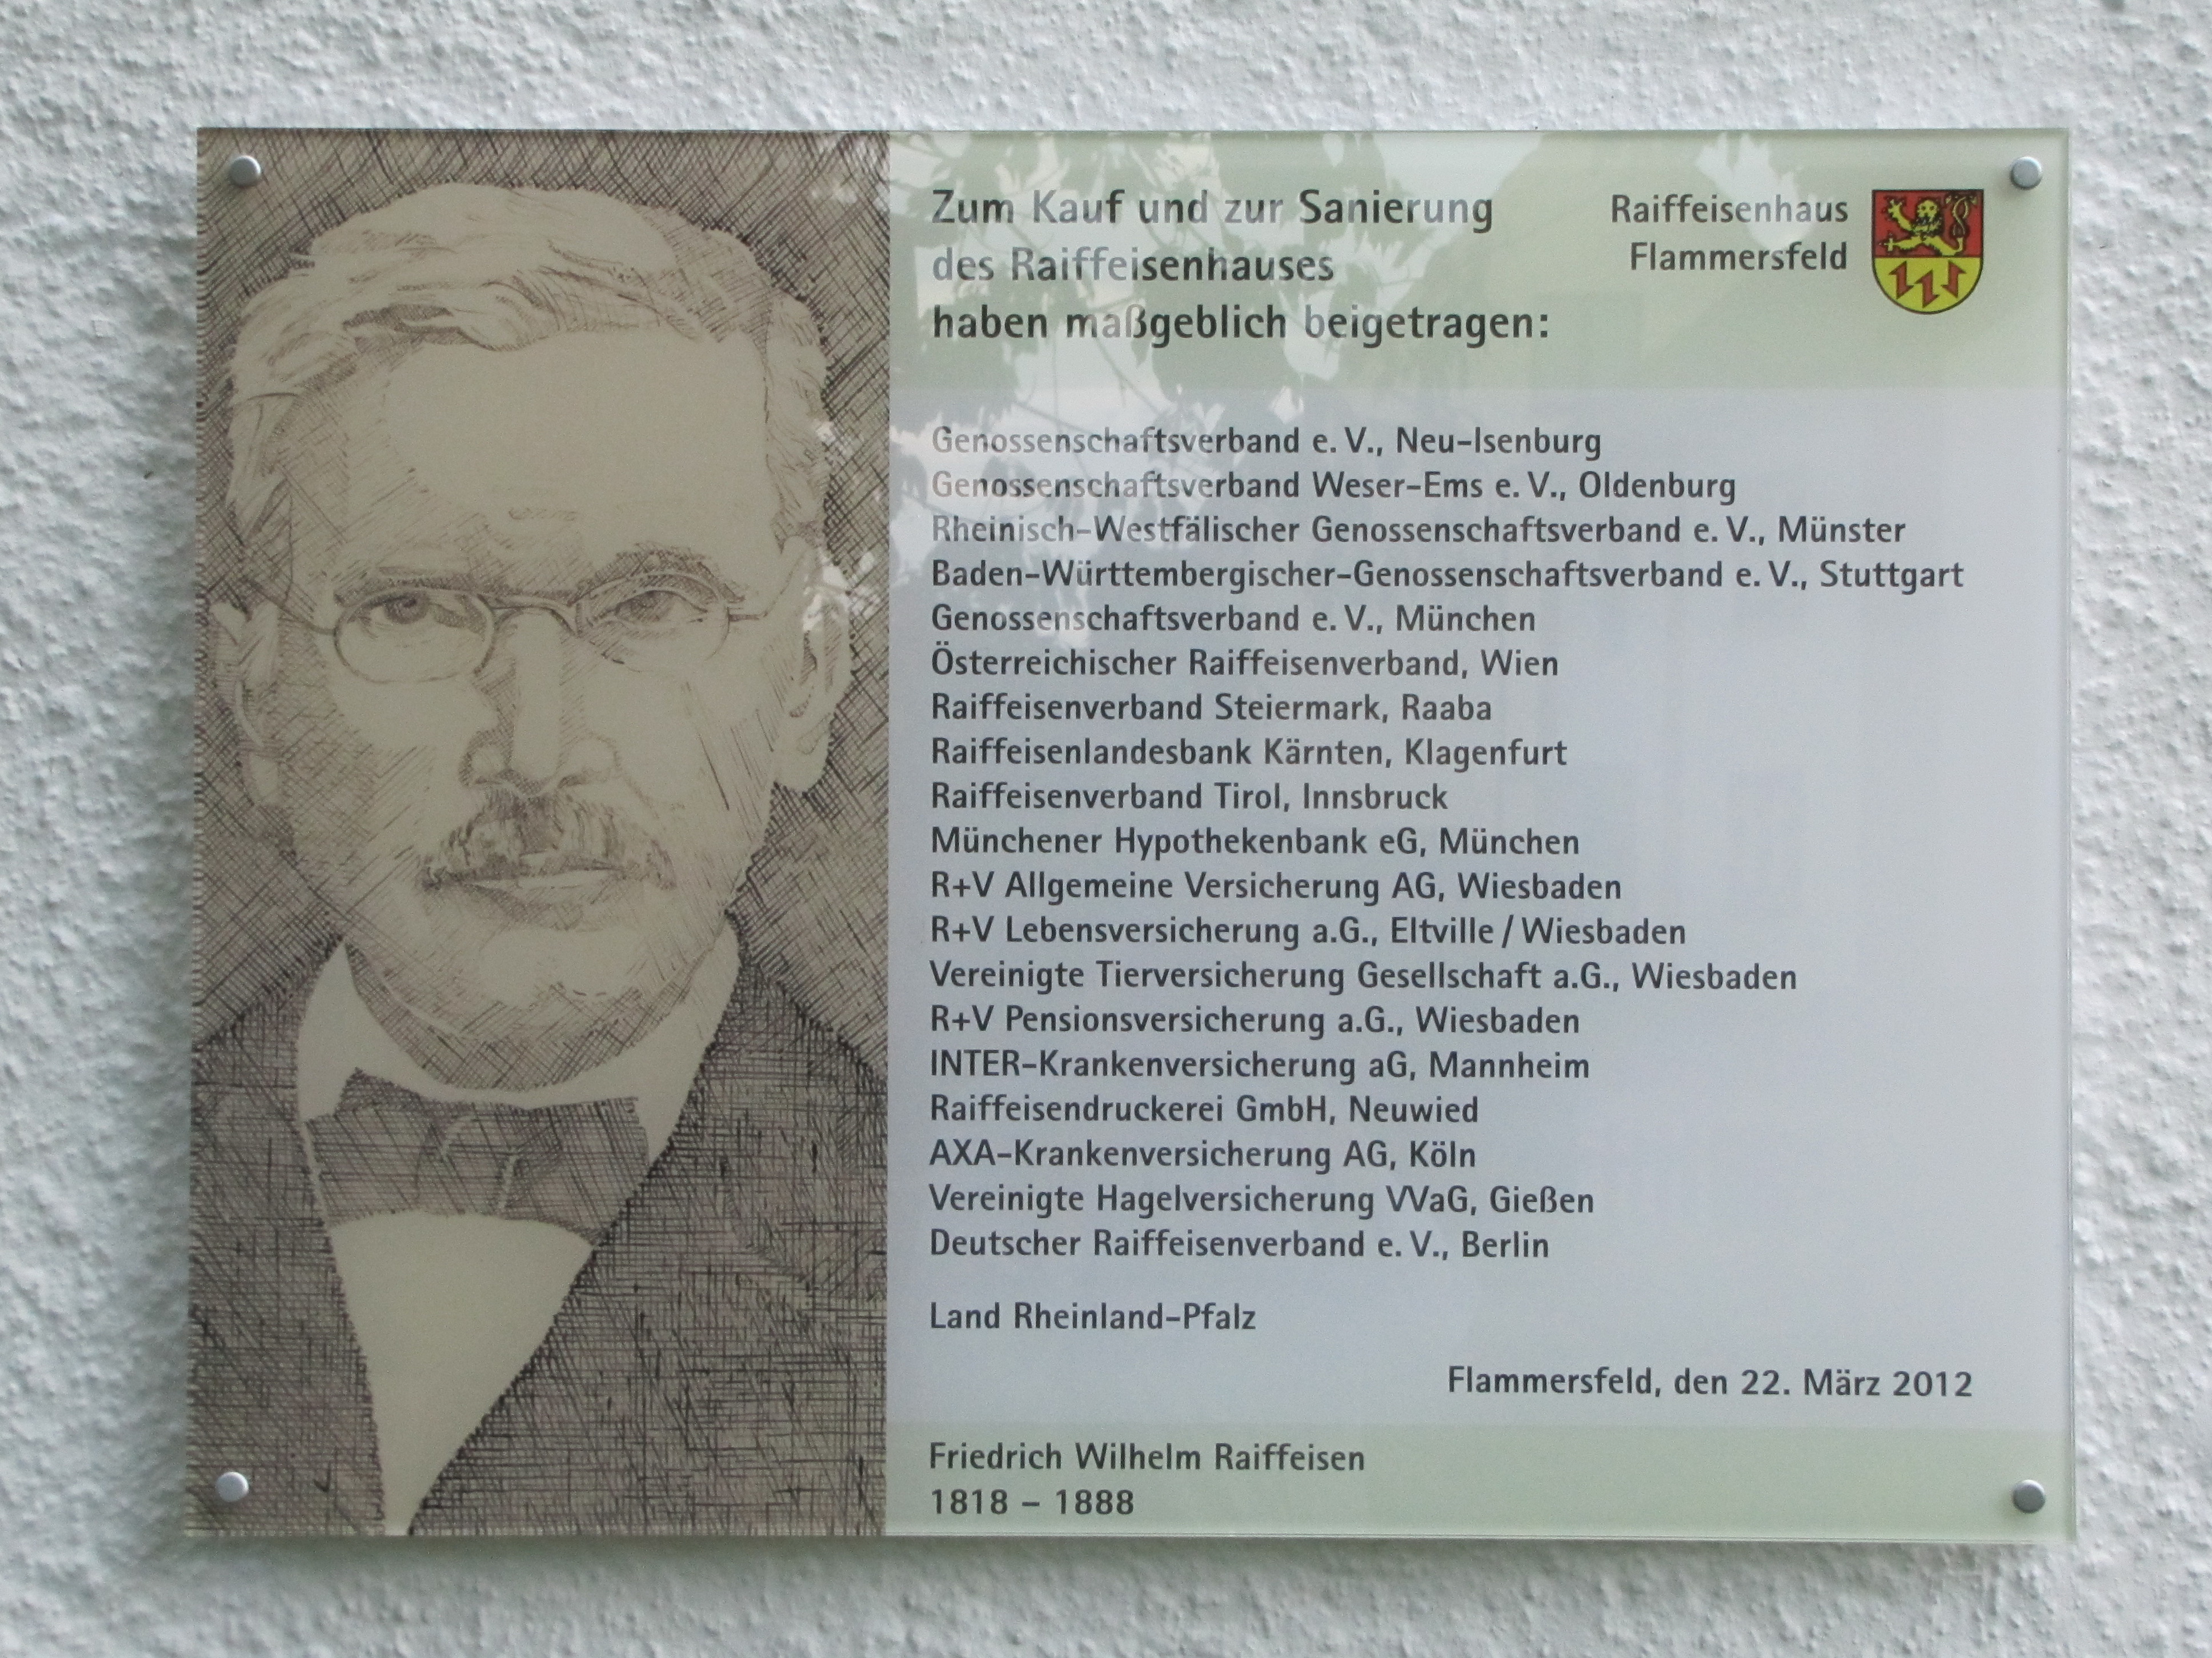 Zum Kauf und zur Sanierung
des Raiffeisenhauses
haben maßgeblich beigetragen:
Raiffeisenhaus
Flammersfeld
Genossenschaftsverband e. V., Neu-Isenburg
Genossenschaftsverband Weser-Ems e. V., Oldenburg
Rheinisch-Westfälischer Genossenschaftsverband e. V., Münster
Baden-Württembergischer-Genossenschaftsverband e. V., Stuttgart
Genossenschaftsverband e. V., München
Österreichischer Raiffeisenverband, Wien
Raiffeisenverband Steiermark, Raaba
Raiffeisenlandesbank Kärnten, Klagenfurt
Raiffeisenverband Tirol, Innsbruck
Münchener Hypothekenbank eG, München
R+V Allgemeine Versicherung AG, Wiesbaden
R+V Lebensversicherung a.G., Eltville / Wiesbaden
Vereinigte Tierversicherung Gesellschaft a.G., Wiesbaden
R+V Pensionsversicherung a.G., Wiesbaden
INTER-Krankenversicherung aG, Mannheim
Raiffeisendruckerei GmbH, Neuwied
AXA-Krankenversicherung AG, Köln
Vereinigte Hagelversicherung VVaG, Gießen
Deutscher Raiffeisenverband e. V., Berlin
Land Rheinland-Pfalz
Flammersfeld, den 22. März 2012
Friedrich Wilhelm Raiffeisen
1818 – 1888